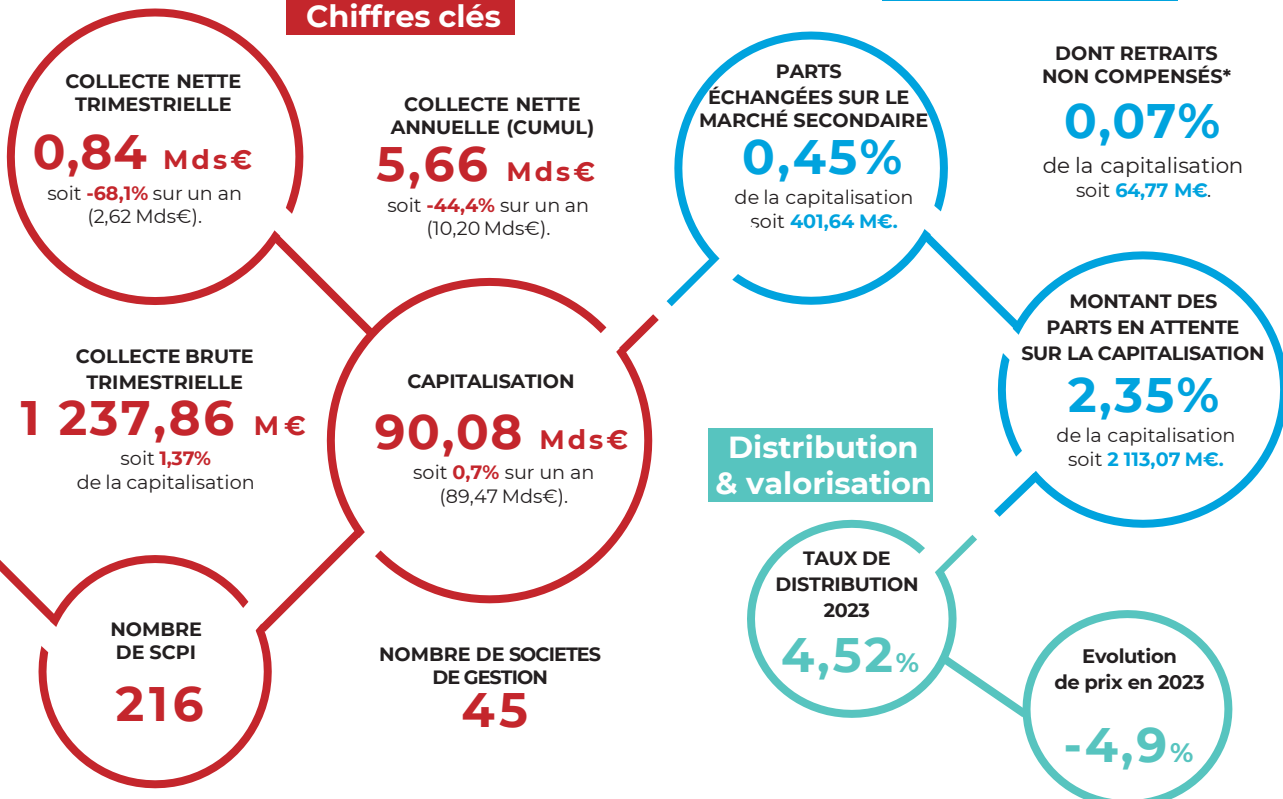 Chiffres clés
COLLECTE NETTE
TRIMESTRIELLE
0,84 Mds€
soit -68,1% sur un an
(2,62 Mds€).
COLLECTE NETTE
ANNUELLE (CUMUL)
5,66 Mds€
soit -44,4% sur un an
(10,20 Mds€).
COLLECTE BRUTE
TRIMESTRIELLE
1 237,86 M€
soit 1,37%
de la capitalisation
CAPITALISATION
90,08 Mds€
soit 0,7% sur un an
(89,47 Mds€).
NOMBRE
DE SCPI
216
NOMBRE DE SOCIETES
DE GESTION
45
PARTS
ÉCHANGÉES SUR LE
MARCHÉ SECONDAIRE
0,45%
de la capitalisation
soit 401,64 M€.
DONT RETRAITS
NON COMPENSÉS*
0,07%
de la capitalisation
soit 64,77 M€.
MONTANT DES
PARTS EN ATTENTE
SUR LA CAPITALISATION
2,35%
de la capitalisation
soit 2 113,07 M€.
Distribution
& valorisation
TAUX DE
DISTRIBUTION
2023
4,52%
Evolution
de prix en 2023
-4,9%